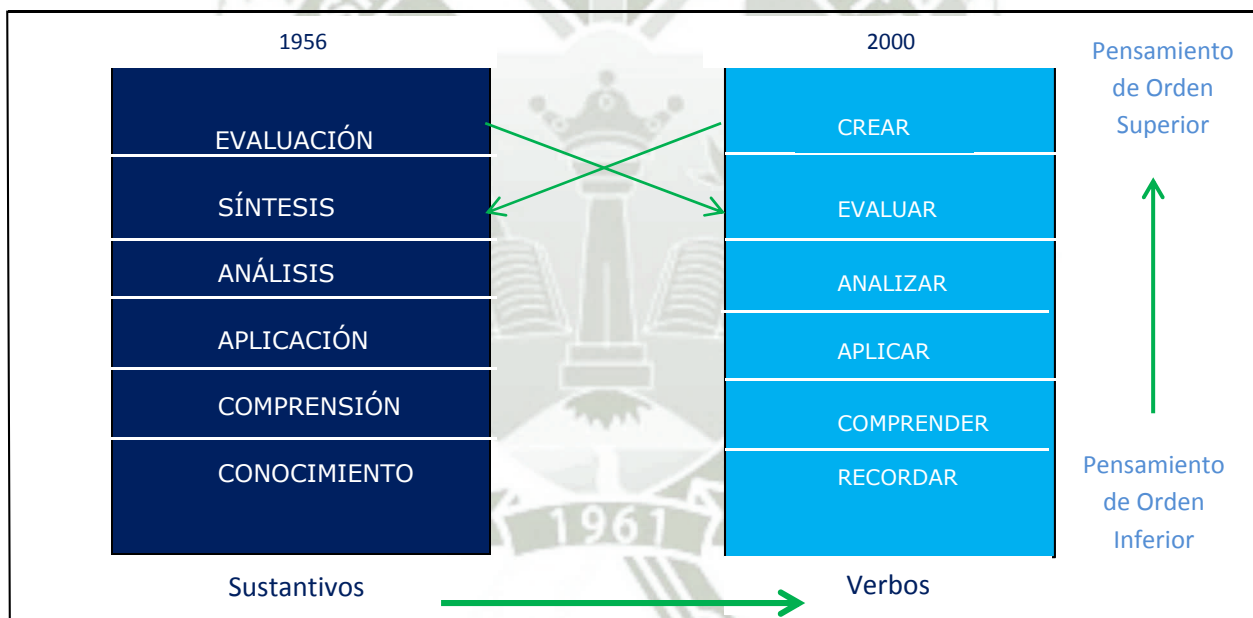 1956
2000
EVALUACIÓN
SÍNTESIS
ANÁLISIS
APLICACIÓN
COMPRENSIÓN
CONOCIMIENTO
CREAR
EVALUAR
ANALIZAR
APLICAR
COMPRENDER
RECORDAR
Pensamiento
de Orden
Superior
Pensamiento
de Orden
Inferior
1961
Sustantivos
Verbos